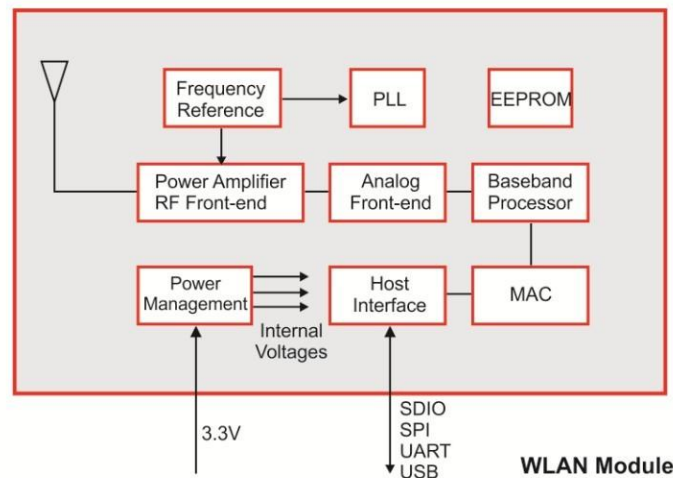 Frequency
Reference
PLL
EEPROM
Power Amplifier
RF Front-end
Analog
Front-end
Baseband
Processor
Power
Management
Internal
Voltages
Host
Interface
MAC
3.3V
SDIO
SPI
UART
USB
WLAN Module